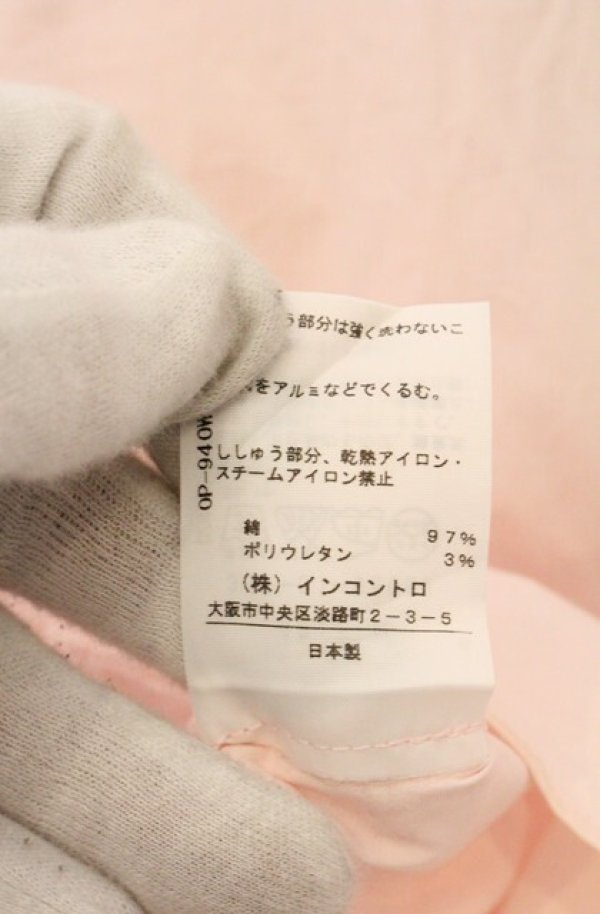 う部分は強く洗わないこ
をアルミなどでくるむ。
OP-940W
ししゅう部分、乾熱アイロン・
スチームアイロン禁止
綿 97%
ポリウレタン 3%
(株)インコントロ
大阪市中央区淡路町2-3-5
日本製